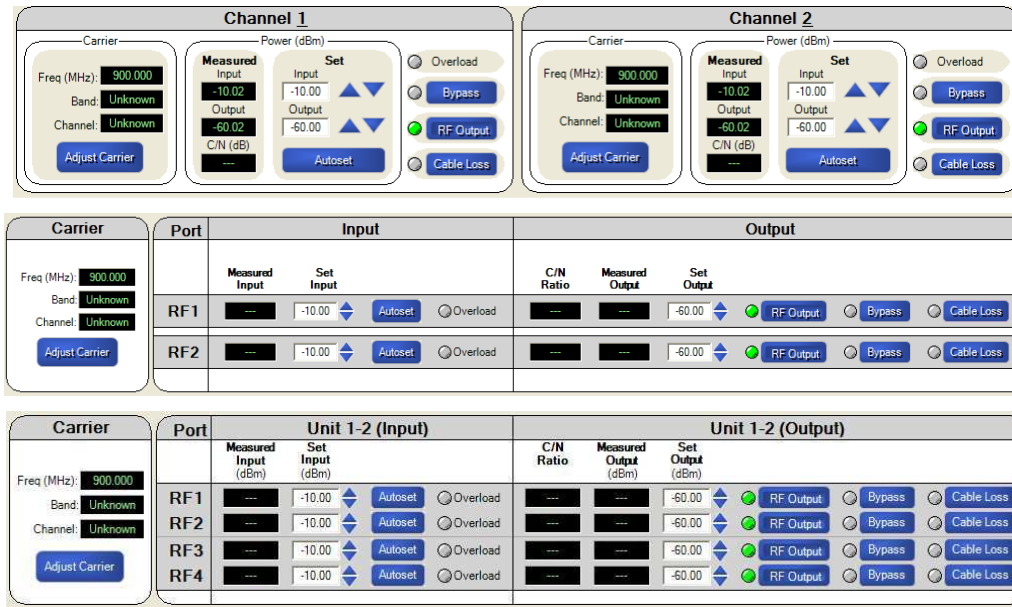 Channel 1
Channel 2
Carrier
Power (dBm)
Freq (MHz): 900.000
Band: Unknown
Channel: Unknown
Adjust Carrier
Measured
Input
-10.02
Output
-60.02
C/N (dB)
---
Set
Input
-10.00
Output
-60.00
Autoset
Overload
Bypass
RF Output
Cable Loss
Carrier
Power (dBm)
Freq (MHz): 900.000
Band: Unknown
Channel: Unknown
Adjust Carrier
Measured
Input
-10.02
Output
-60.02
C/N (dB)
---
Set
Input
-10.00
Output
-60.00
Autoset
Overload
Bypass
RF Output
Cable Loss
Carrier
Freq (MHz): 900.000
Band: Unknown
Channel: Unknown
Adjust Carrier
Port Input Output
Measured Input Set Input C/N Ratio Measured Output Set Output
RF1 --- -10.00 Autoset Overload --- --- -60.00 RF Output Bypass Cable Loss
RF2 --- -10.00 Autoset Overload --- --- -60.00 RF Output Bypass Cable Loss
Carrier
Freq (MHz): 900.000
Band: Unknown
Channel: Unknown
Adjust Carrier
Port Unit 1-2 (Input) Unit 1-2 (Output)
Measured Input (dBm) Set Input (dBm) C/N Ratio Measured Output (dBm) Set Output (dBm)
RF1 --- -10.00 Autoset Overload --- --- -60.00 RF Output Bypass Cable Loss
RF2 --- -10.00 Autoset Overload --- --- -60.00 RF Output Bypass Cable Loss
RF3 --- -10.00 Autoset Overload --- --- -60.00 RF Output Bypass Cable Loss
RF4 --- -10.00 Autoset Overload --- --- -60.00 RF Output Bypass Cable Loss